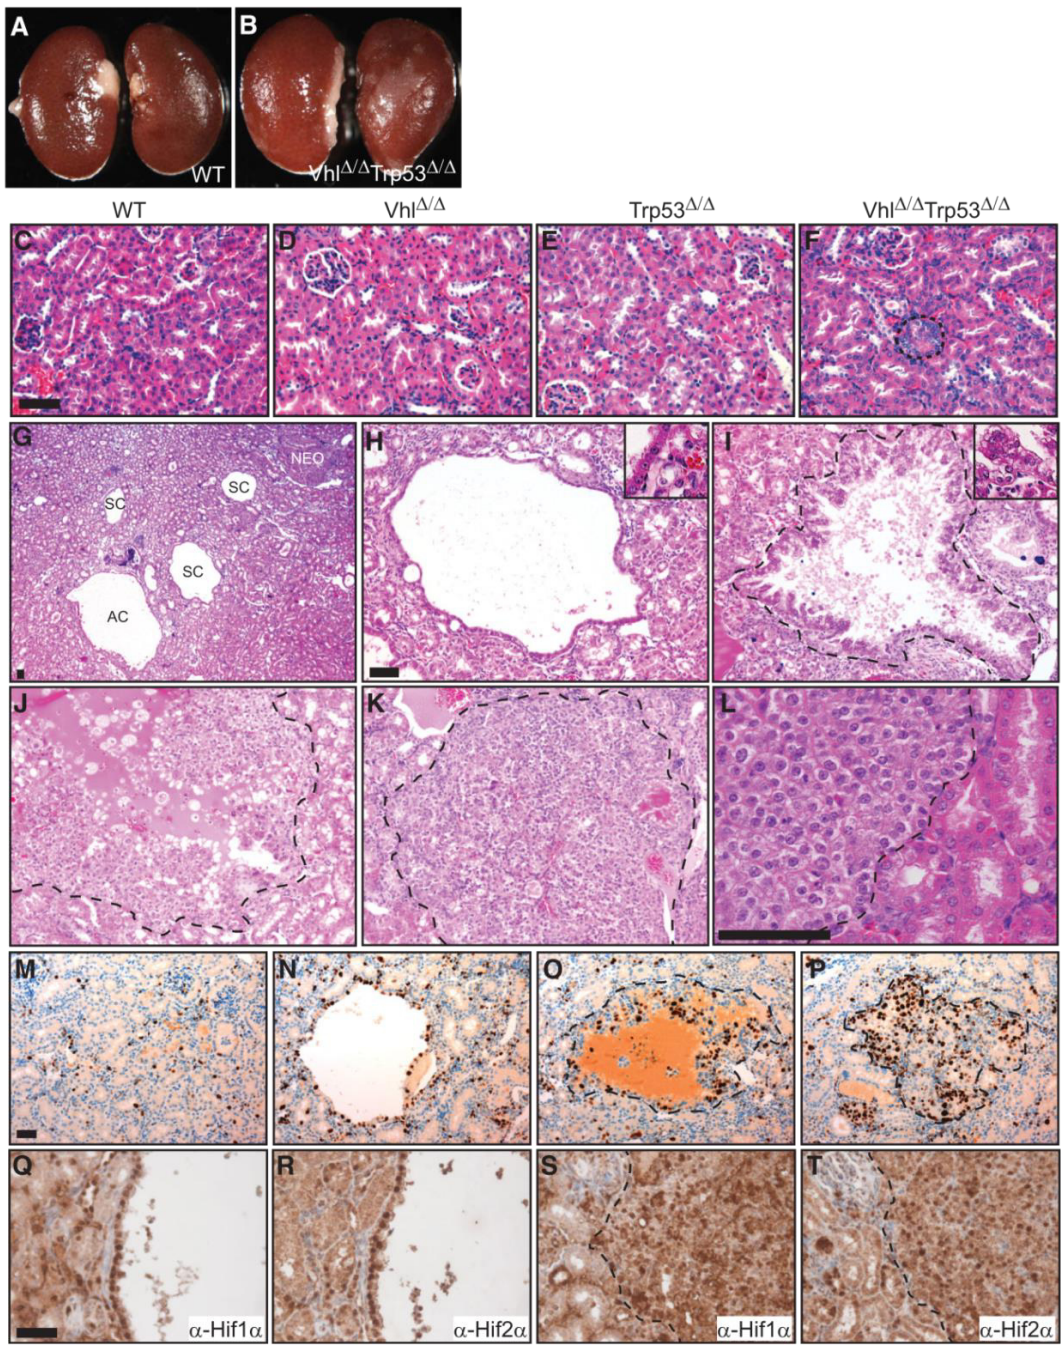 A
B
WT
Vhl^Δ/Δ Trp53^Δ/Δ
WT
Vhl^Δ/Δ
Trp53^Δ/Δ
Vhl^Δ/Δ Trp53^Δ/Δ
C
D
E
F
G
NEO
SC
SC
SC
AC
H
I
J
K
L
M
N
O
P
Q
α-Hif1α
R
α-Hif2α
S
α-Hif1α
T
α-Hif2α